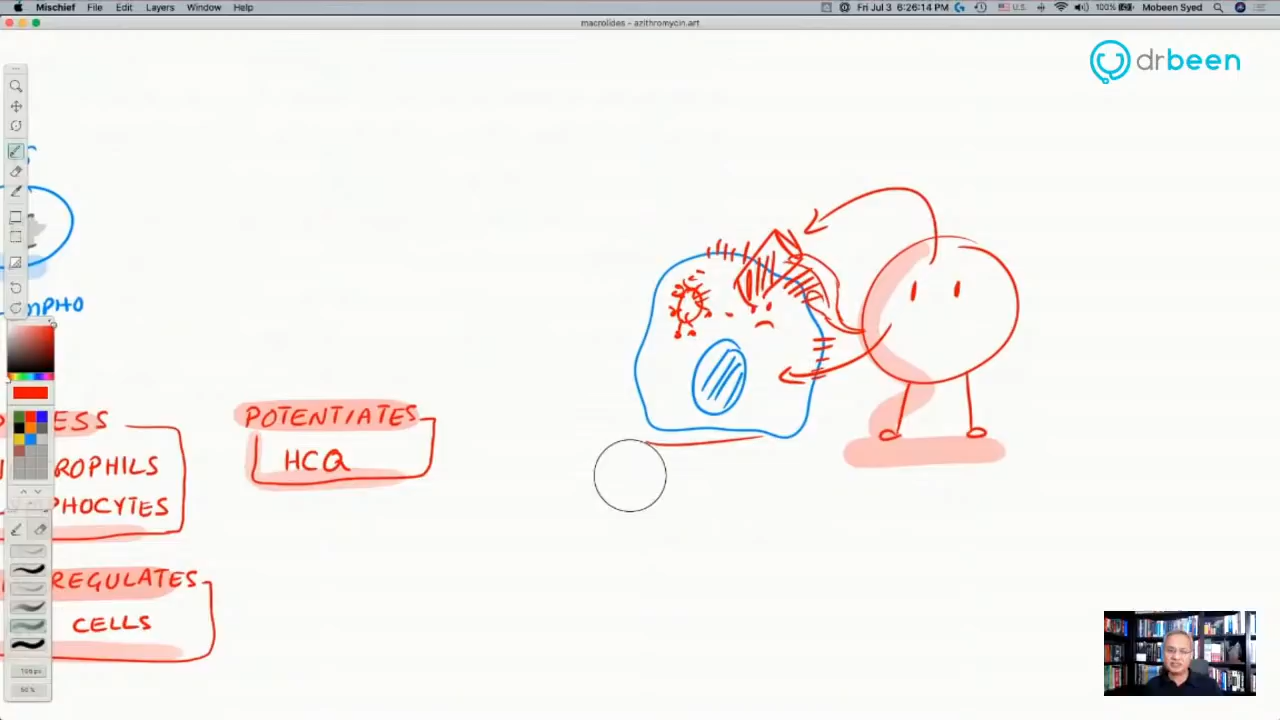 Mischief File Edit Layers Window Help Fri Jul 3 6:26:14 PM U.S. 100% Mobeen Syed
macrolides - azithromycin.art
drbeen
MPHO
ESS
ROPHILS
PHOCYTES
POTENTIATES
HCQ
REGULATES
CELLS